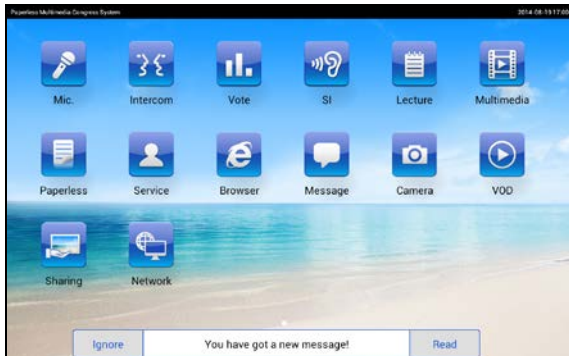 Paperless Multimedia Congress System 2014-08-19 17:00
Mic. Intercom Vote SI Lecture Multimedia
Paperless Service Browser Message Camera VOD
Sharing Network
Ignore You have got a new message! Read